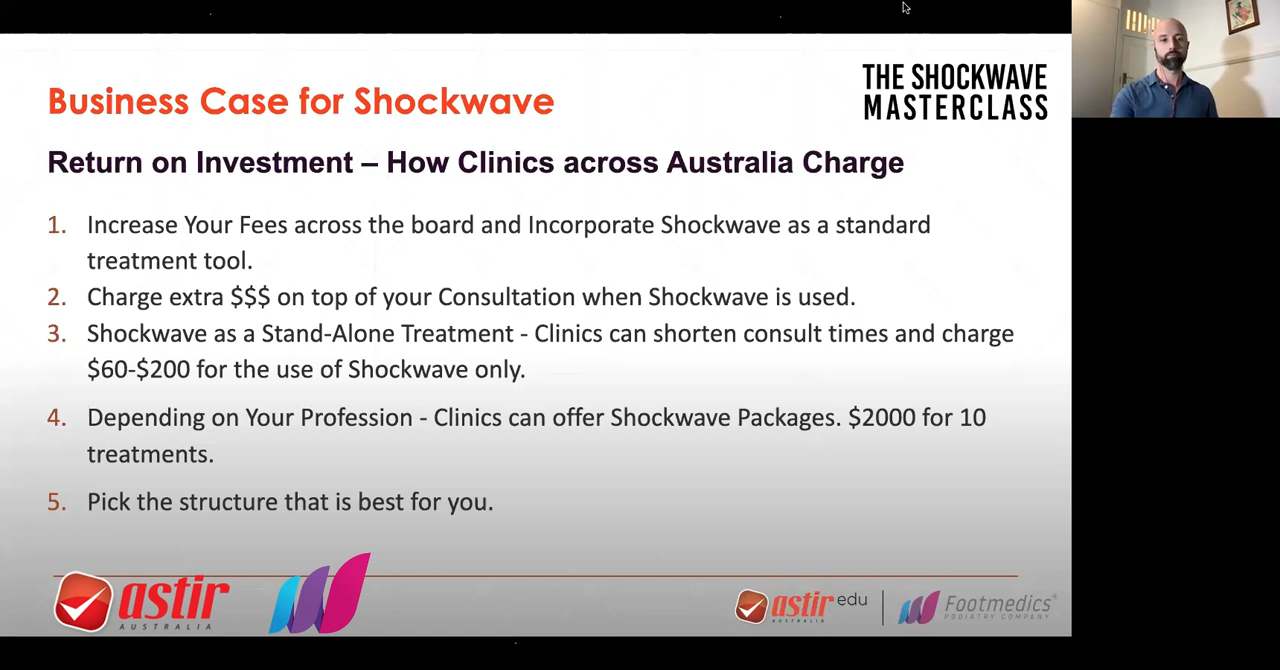 THE SHOCKWAVE
MASTERCLASS
Business Case for Shockwave
Return on Investment – How Clinics across Australia Charge
1. Increase Your Fees across the board and Incorporate Shockwave as a standard
treatment tool.
2. Charge extra $$$ on top of your Consultation when Shockwave is used.
3. Shockwave as a Stand-Alone Treatment - Clinics can shorten consult times and charge
$60-$200 for the use of Shockwave only.
4. Depending on Your Profession - Clinics can offer Shockwave Packages. $2000 for 10
treatments.
5. Pick the structure that is best for you.
astir
AUSTRALIA
astir edu
AUSTRALIA
Footmedics®
PODIATRY COMPANY